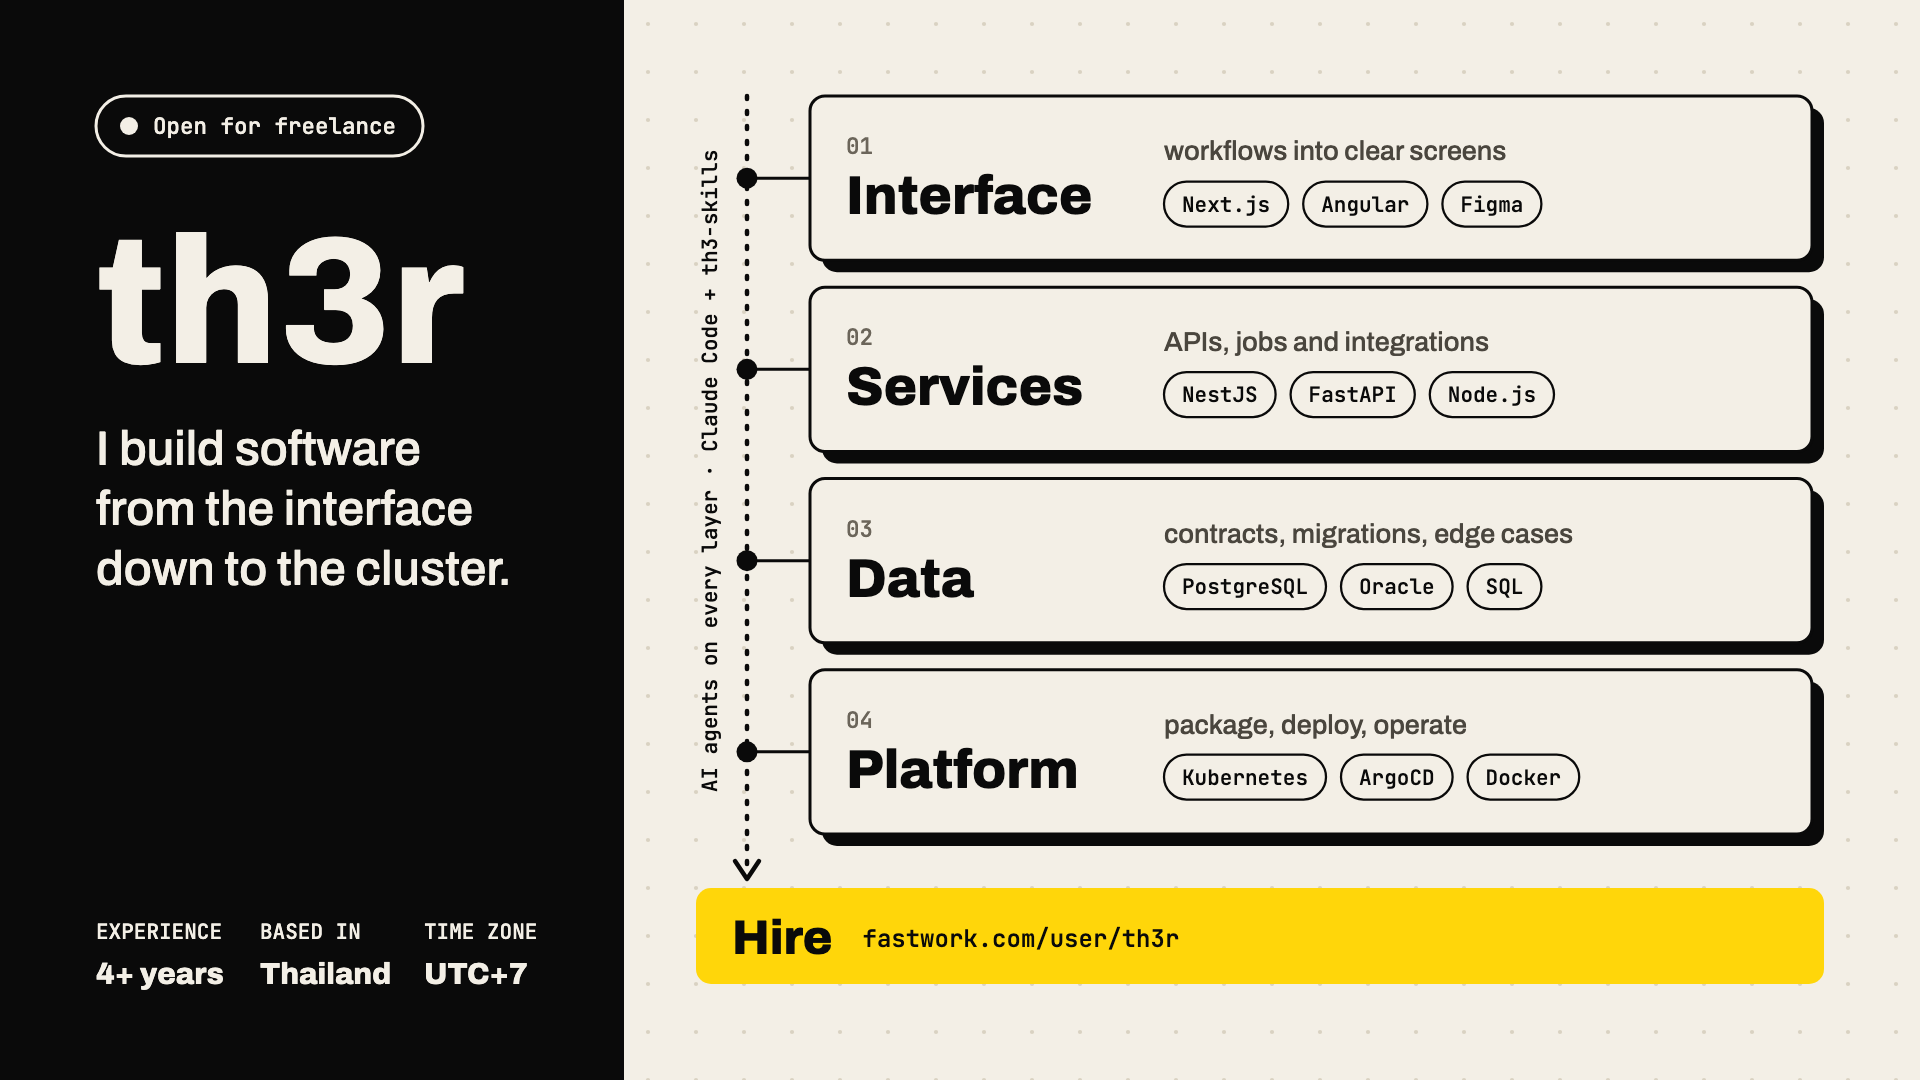 Open for freelance
th3r
I build software
from the interface
down to the cluster.
EXPERIENCE
4+ years
BASED IN
Thailand
TIME ZONE
UTC+7
AI agents on every layer · Claude Code + th3-skills
01
Interface
workflows into clear screens
Next.js Angular Figma
02
Services
APIs, jobs and integrations
NestJS FastAPI Node.js
03
Data
contracts, migrations, edge cases
PostgreSQL Oracle SQL
04
Platform
package, deploy, operate
Kubernetes ArgoCD Docker
Hire fastwork.com/user/th3r